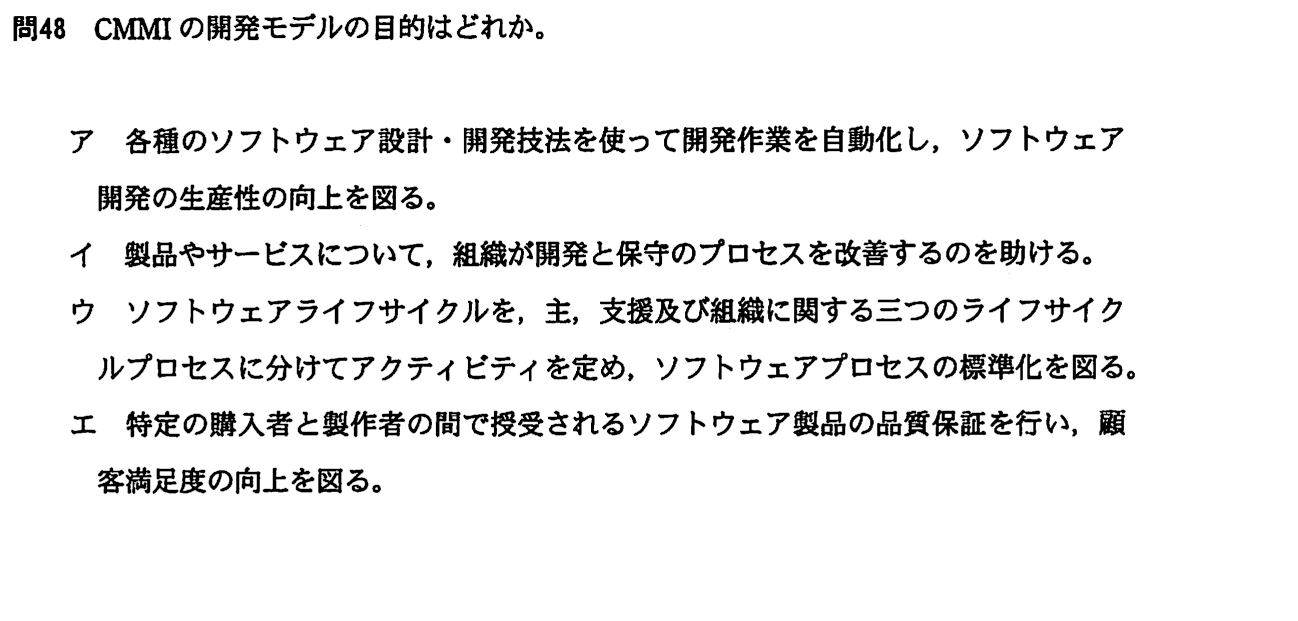 問48 CMMI の開発モデルの目的はどれか。
ア 各種のソフトウェア設計・開発技法を使って開発作業を自動化し，ソフトウェア
開発の生産性の向上を図る。
イ 製品やサービスについて，組織が開発と保守のプロセスを改善するのを助ける。
ウ ソフトウェアライフサイクルを，主，支援及び組織に関する三つのライフサイク
ルプロセスに分けてアクティビティを定め，ソフトウェアプロセスの標準化を図る。
エ 特定の購入者と製作者の間で授受されるソフトウェア製品の品質保証を行い，顧
客満足度の向上を図る。